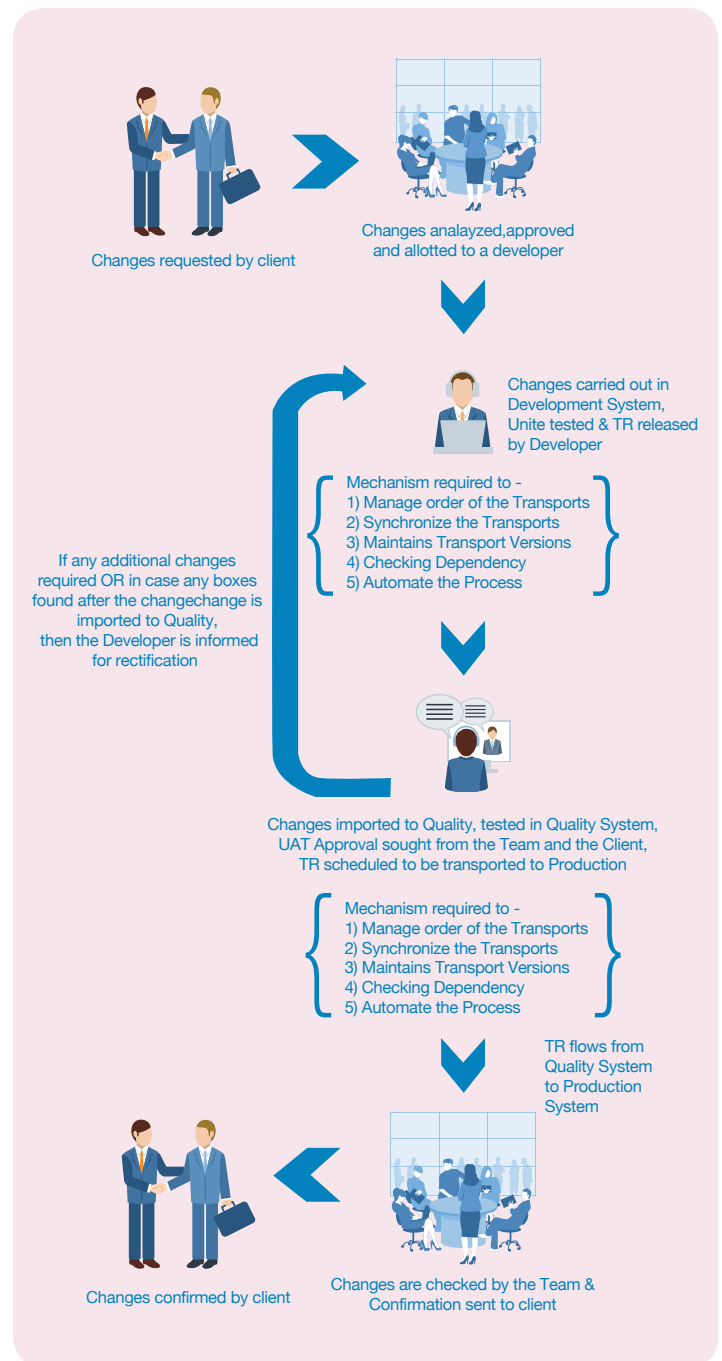 Changes requested by client
Changes analayzed,approved
and allotted to a developer
Changes carried out in
Development System,
Unite tested & TR released
by Developer
Mechanism required to -
1) Manage order of the Transports
2) Synchronize the Transports
3) Maintains Transport Versions
4) Checking Dependency
5) Automate the Process
If any additional changes
required OR in case any boxes
found after the changechange is
imported to Quality,
then the Developer is informed
for rectification
Changes imported to Quality, tested in Quality System,
UAT Approval sought from the Team and the Client,
TR scheduled to be transported to Production
Mechanism required to -
1) Manage order of the Transports
2) Synchronize the Transports
3) Maintains Transport Versions
4) Checking Dependency
5) Automate the Process
TR flows from
Quality System
to Production
System
Changes are checked by the Team &
Confirmation sent to client
Changes confirmed by client